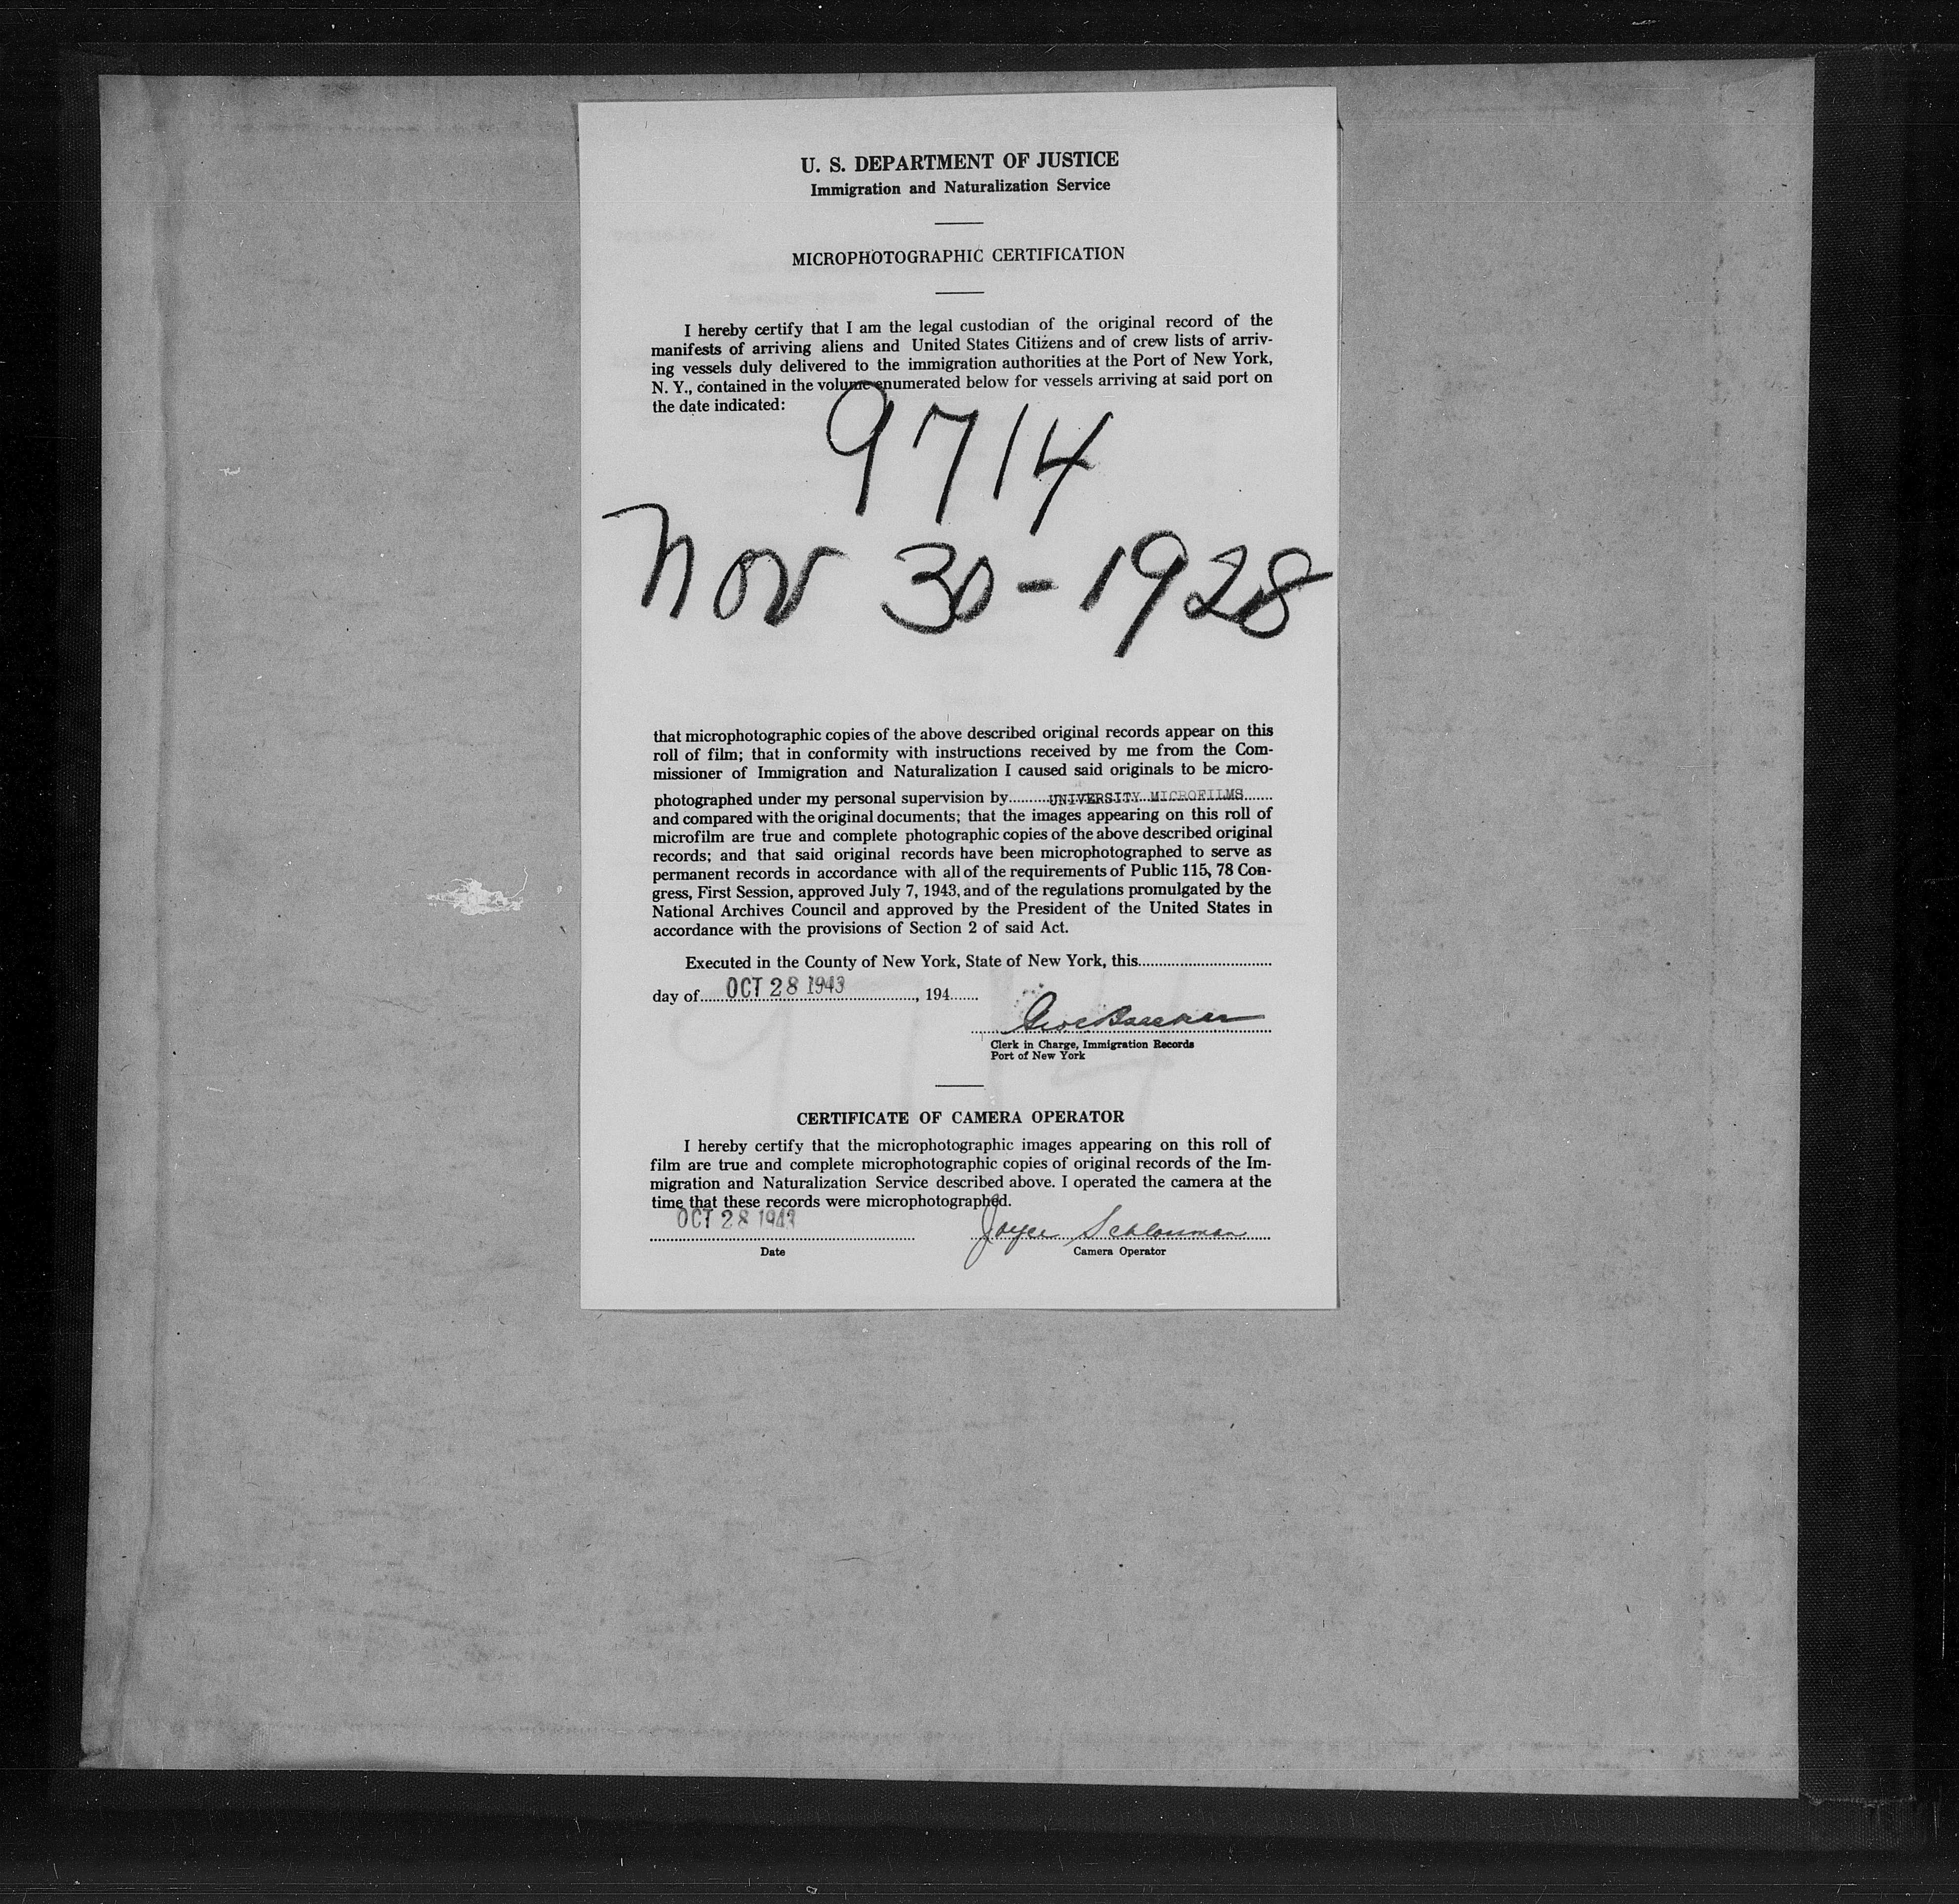 U. S. DEPARTMENT OF JUSTICE
Immigration and Naturalization Service
MICROPHOTOGRAPHIC CERTIFICATION
I hereby certify that I am the legal custodian of the original record of the
manifests of arriving aliens and United States Citizens and of crew lists of arriv-
ing vessels duly delivered to the immigration authorities at the Port of New York,
N. Y., contained in the volume enumerated below for vessels arriving at said port on
the date indicated:
9714
Nov 30-1928
that microphotographic copies of the above described original records appear on this
roll of film; that in conformity with instructions received by me from the Com-
missioner of Immigration and Naturalization I caused said originals to be micro-
photographed under my personal supervision by UNIVERSITY MICROFILMS
and compared with the original documents; that the images appearing on this roll of
microfilm are true and complete photographic copies of the above described original
records; and that said original records have been microphotographed to serve as
permanent records in accordance with all of the requirements of Public 115, 78 Con-
gress, First Session, approved July 7, 1943, and of the regulations promulgated by the
National Archives Council and approved by the President of the United States in
accordance with the provisions of Section 2 of said Act.
Executed in the County of New York, State of New York, this
day of OCT 28 1943, 194
Clerk in Charge, Immigration Records
Port of New York
CERTIFICATE OF CAMERA OPERATOR
I hereby certify that the microphotographic images appearing on this roll of
film are true and complete microphotographic copies of original records of the Im-
migration and Naturalization Service described above. I operated the camera at the
time that these records were microphotographed.
OCT 28 1943 Joyce Schlossman
Date Camera Operator